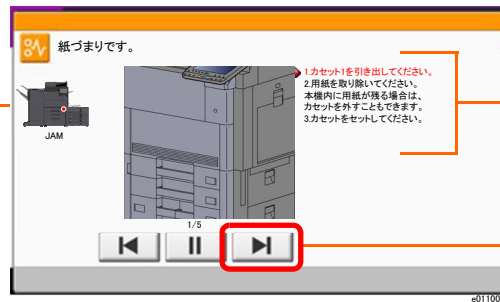 紙づまりです。
JAM
1.カセット1を引き出してください。
2.用紙を取り除いてください。
本機内に用紙が残る場合は、
カセットを外すこともできます。
3.カセットをセットしてください。
1/5
e01100